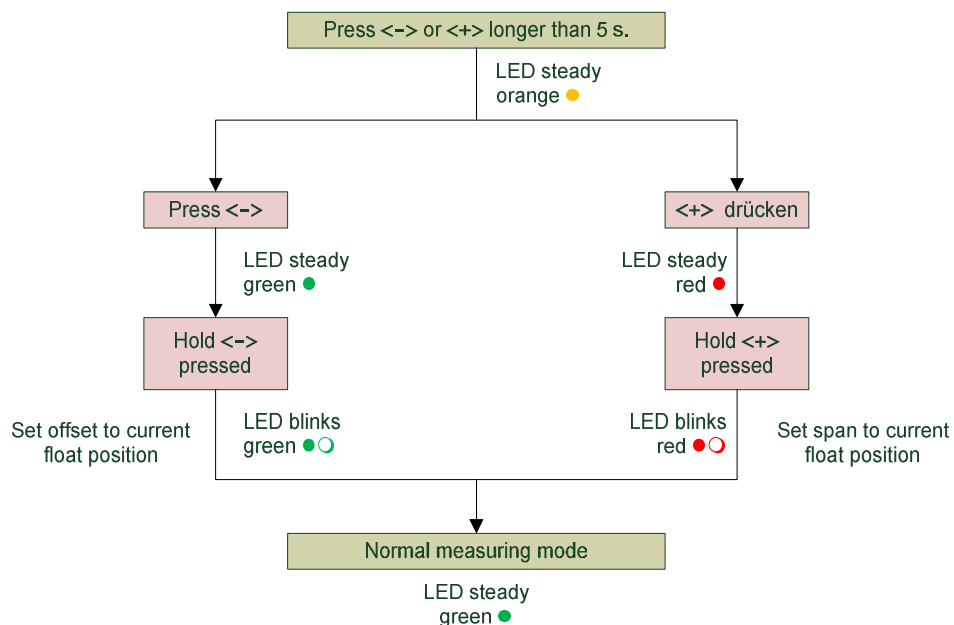 Press <-> or <+> longer than 5 s.
LED steady
orange
Press <->
<+> drücken
LED steady
green
LED steady
red
Hold <->
pressed
Hold <+>
pressed
Set offset to current
float position
LED blinks
green
LED blinks
red
Set span to current
float position
Normal measuring mode
LED steady
green